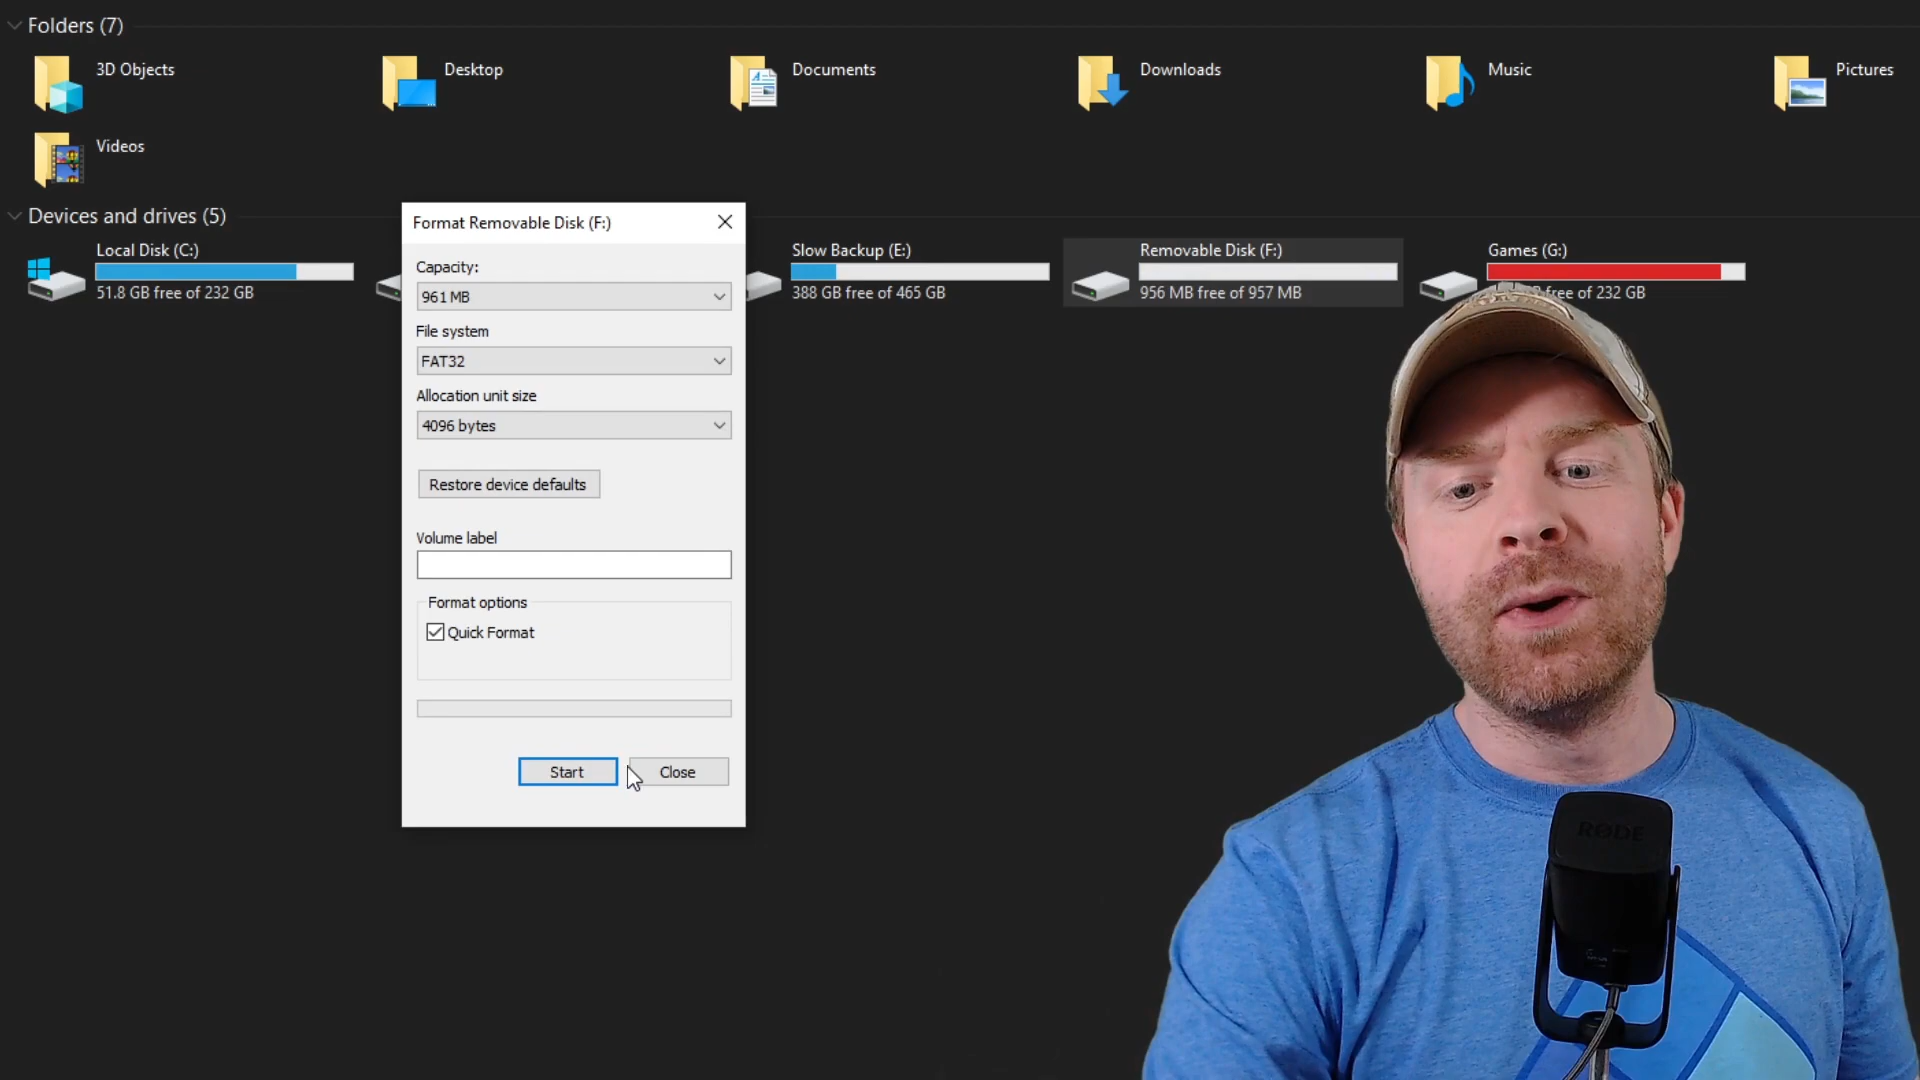 Folders (7)
3D Objects
Desktop
Documents
Downloads
Music
Pictures
Videos
Devices and drives (5)
Local Disk (C:)
51.8 GB free of 232 GB
Format Removable Disk (F:)
Capacity:
961 MB
File system
FAT32
Allocation unit size
4096 bytes
Restore device defaults
Volume label
Format options
Quick Format
Start
Close
Slow Backup (E:)
388 GB free of 465 GB
Removable Disk (F:)
956 MB free of 957 MB
Games (G:)
free of 232 GB
RØDE